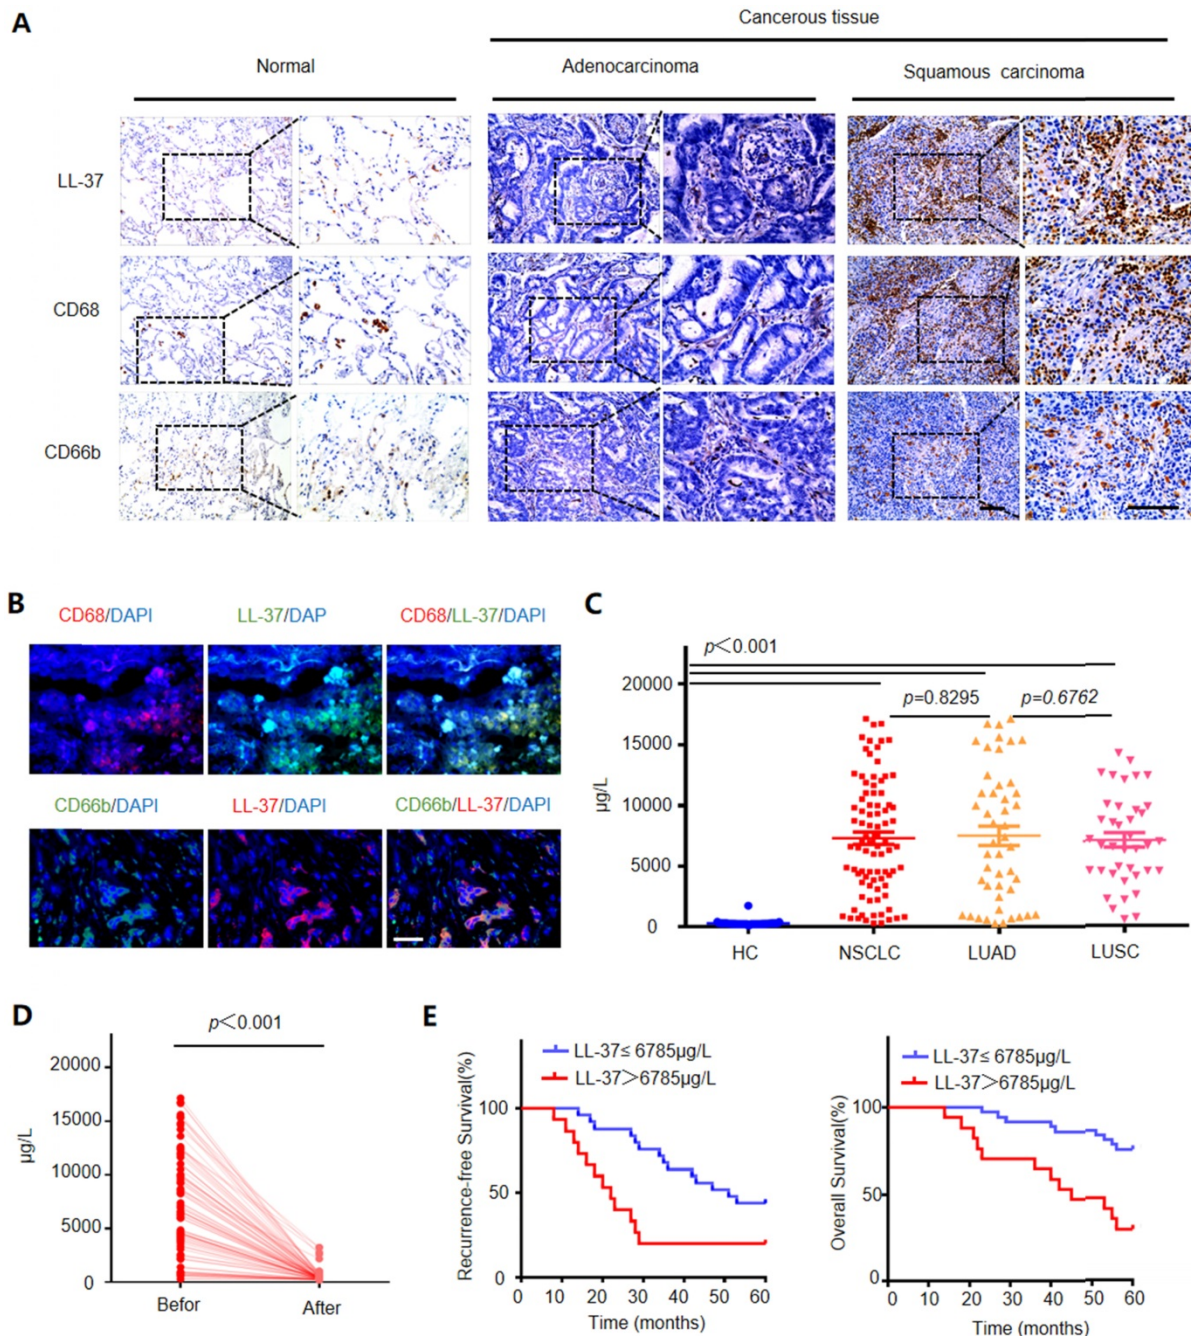 A
Cancerous tissue
Normal
Adenocarcinoma
Squamous carcinoma
LL-37
CD68
CD66b
B
CD68/DAPI
LL-37/DAP
CD68/LL-37/DAPI
CD66b/DAPI
LL-37/DAPI
CD66b/LL-37/DAPI
C
p<0.001
p=0.8295
p=0.6762
µg/L
20000
15000
10000
5000
0
HC
NSCLC
LUAD
LUSC
D
p<0.001
µg/L
20000
15000
10000
5000
0
Befor
After
E
LL-37≤ 6785µg/L
LL-37>6785µg/L
Recurrence-free Survival(%)
100
50
0
0 10 20 30 40 50 60
Time (months)
LL-37≤ 6785µg/L
LL-37>6785µg/L
Overall Survival(%)
100
50
0
0 10 20 30 40 50 60
Time (months)